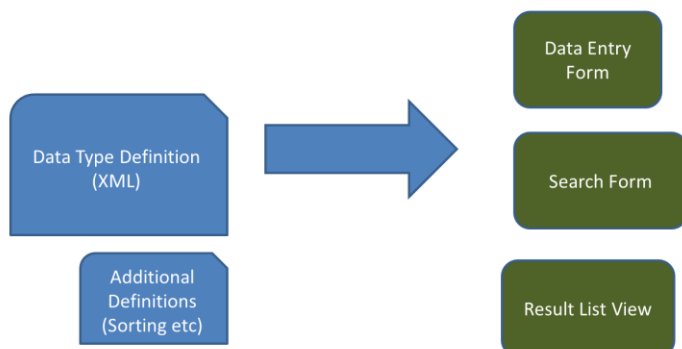 Data Type Definition
(XML)
Additional
Definitions
(Sorting etc)
Data Entry
Form
Search Form
Result List View